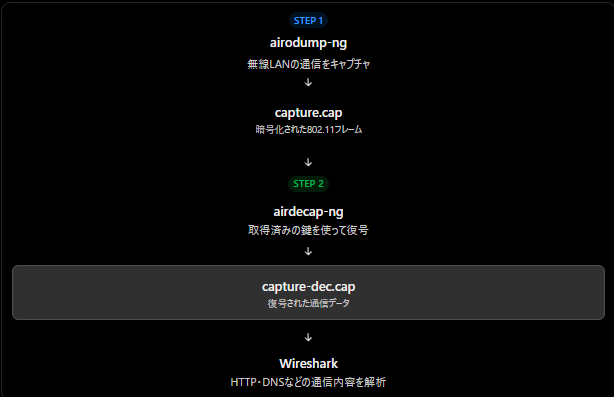 STEP 1
airodump-ng
無線LANの通信をキャプチャ
↓
capture.cap
暗号化された802.11フレーム
↓
STEP 2
airdecap-ng
取得済みの鍵を使って復号
↓
capture-dec.cap
復号された通信データ
↓
Wireshark
HTTP・DNSなどの通信内容を解析